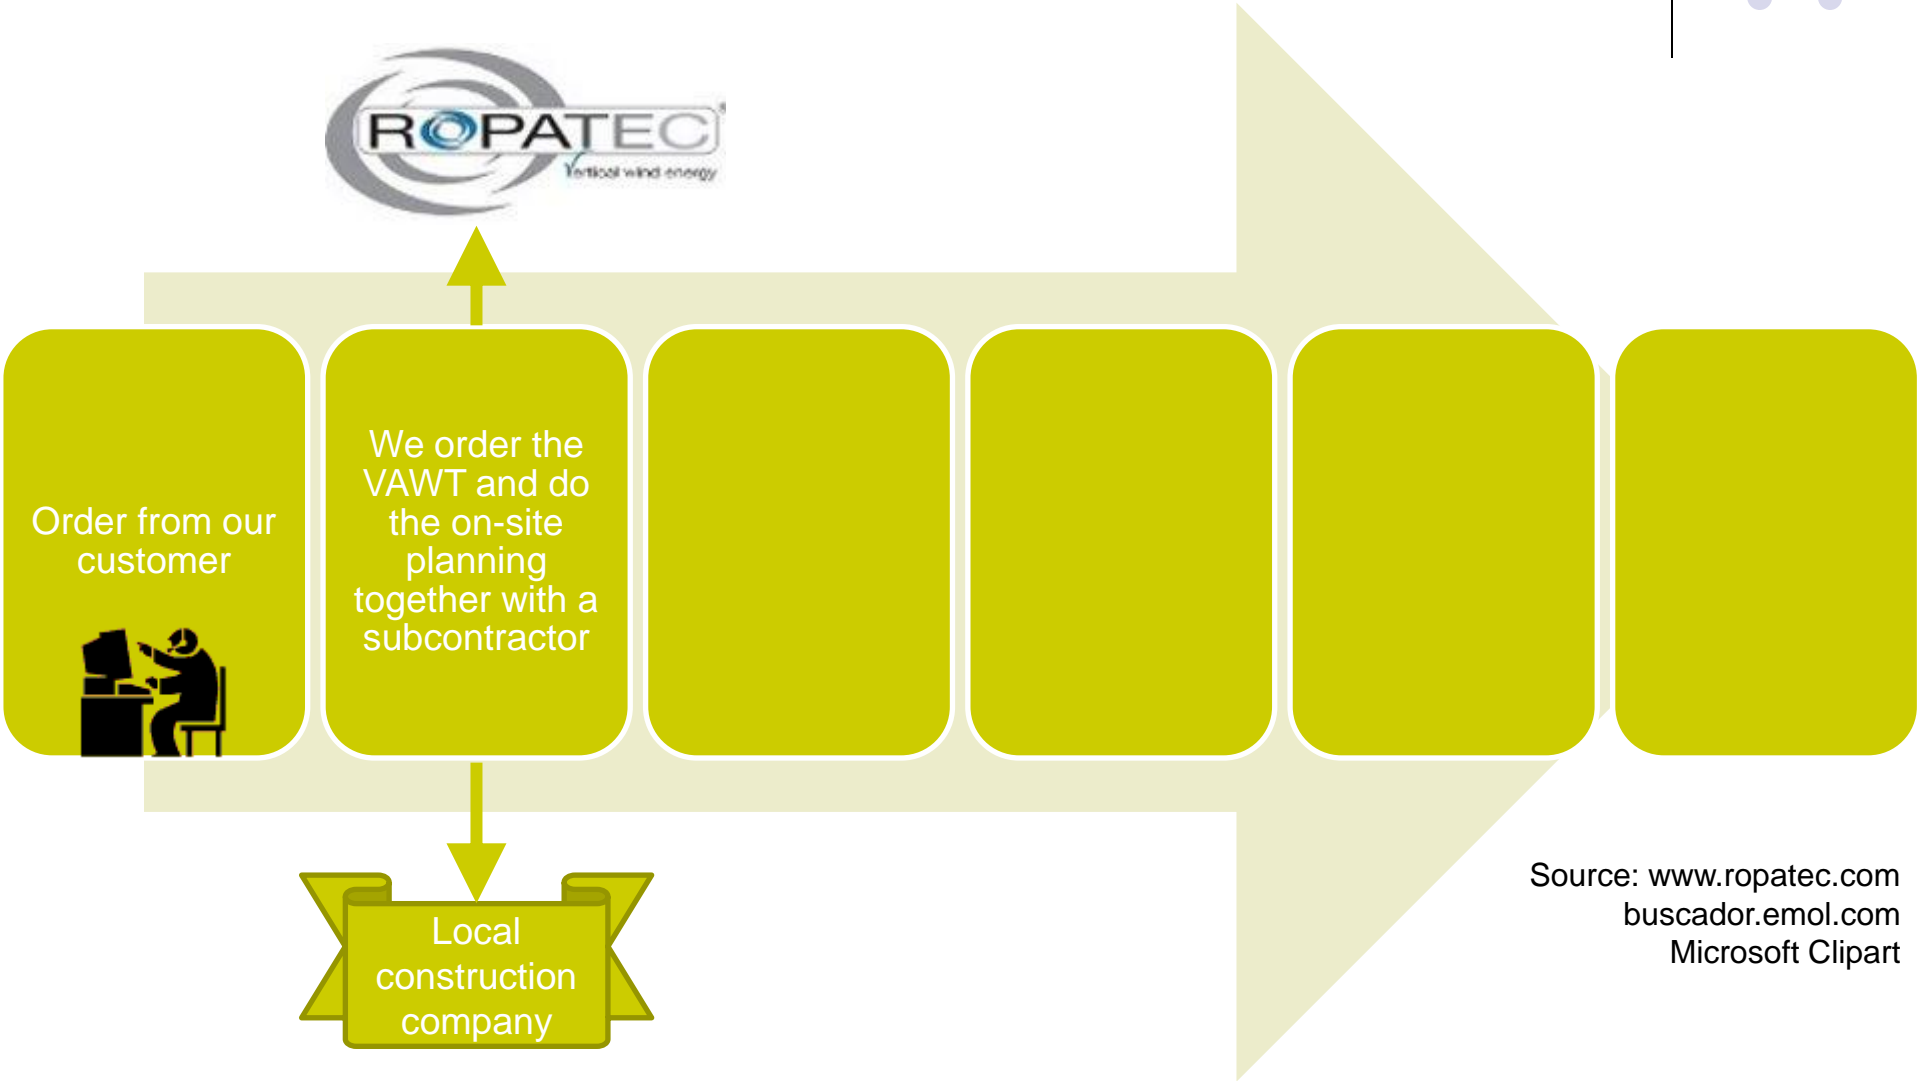 ROPATEC
Vertical wind energy
Order from our
customer
We order the
VAWT and do
the on-site
planning
together with a
subcontractor
Local
construction
company
Source: www.ropatec.com
buscador.emol.com
Microsoft Clipart